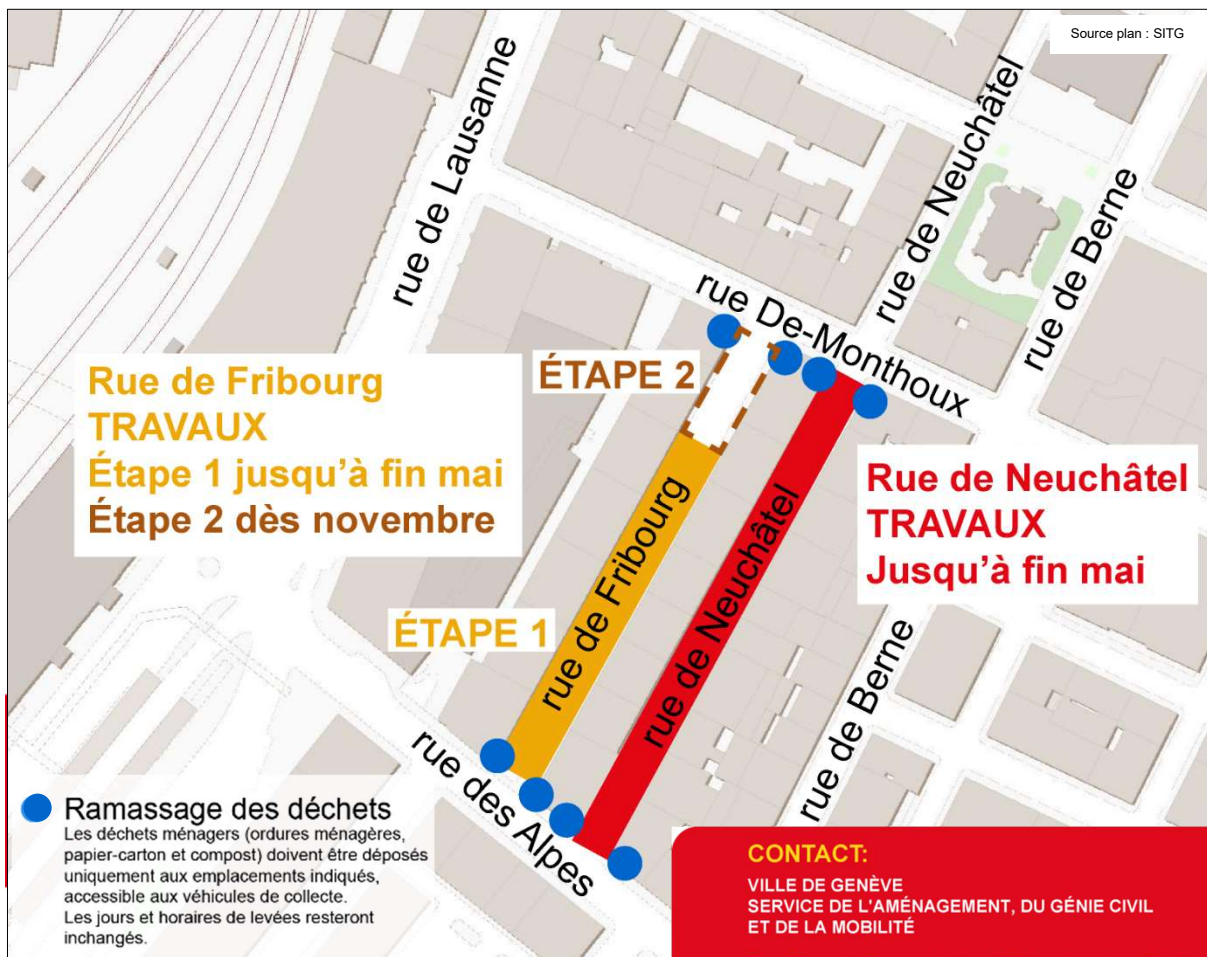 Source plan : SITG
rue de Lausanne
rue de Neuchâtel
rue de Berne
rue De-Monthoux
ÉTAPE 2
Rue de Fribourg
TRAVAUX
Étape 1 jusqu'à fin mai
Étape 2 dès novembre
Rue de Neuchâtel
TRAVAUX
Jusqu'à fin mai
rue de Fribourg
rue de Neuchâtel
ÉTAPE 1
rue de Berne
rue des Alpes
Ramassage des déchets
Les déchets ménagers (ordures ménagères,
papier-carton et compost) doivent être déposés
uniquement aux emplacements indiqués,
accessible aux véhicules de collecte.
Les jours et horaires de levées resteront
inchangés.
CONTACT:
VILLE DE GENÈVE
SERVICE DE L'AMÉNAGEMENT, DU GÉNIE CIVIL
ET DE LA MOBILITÉ